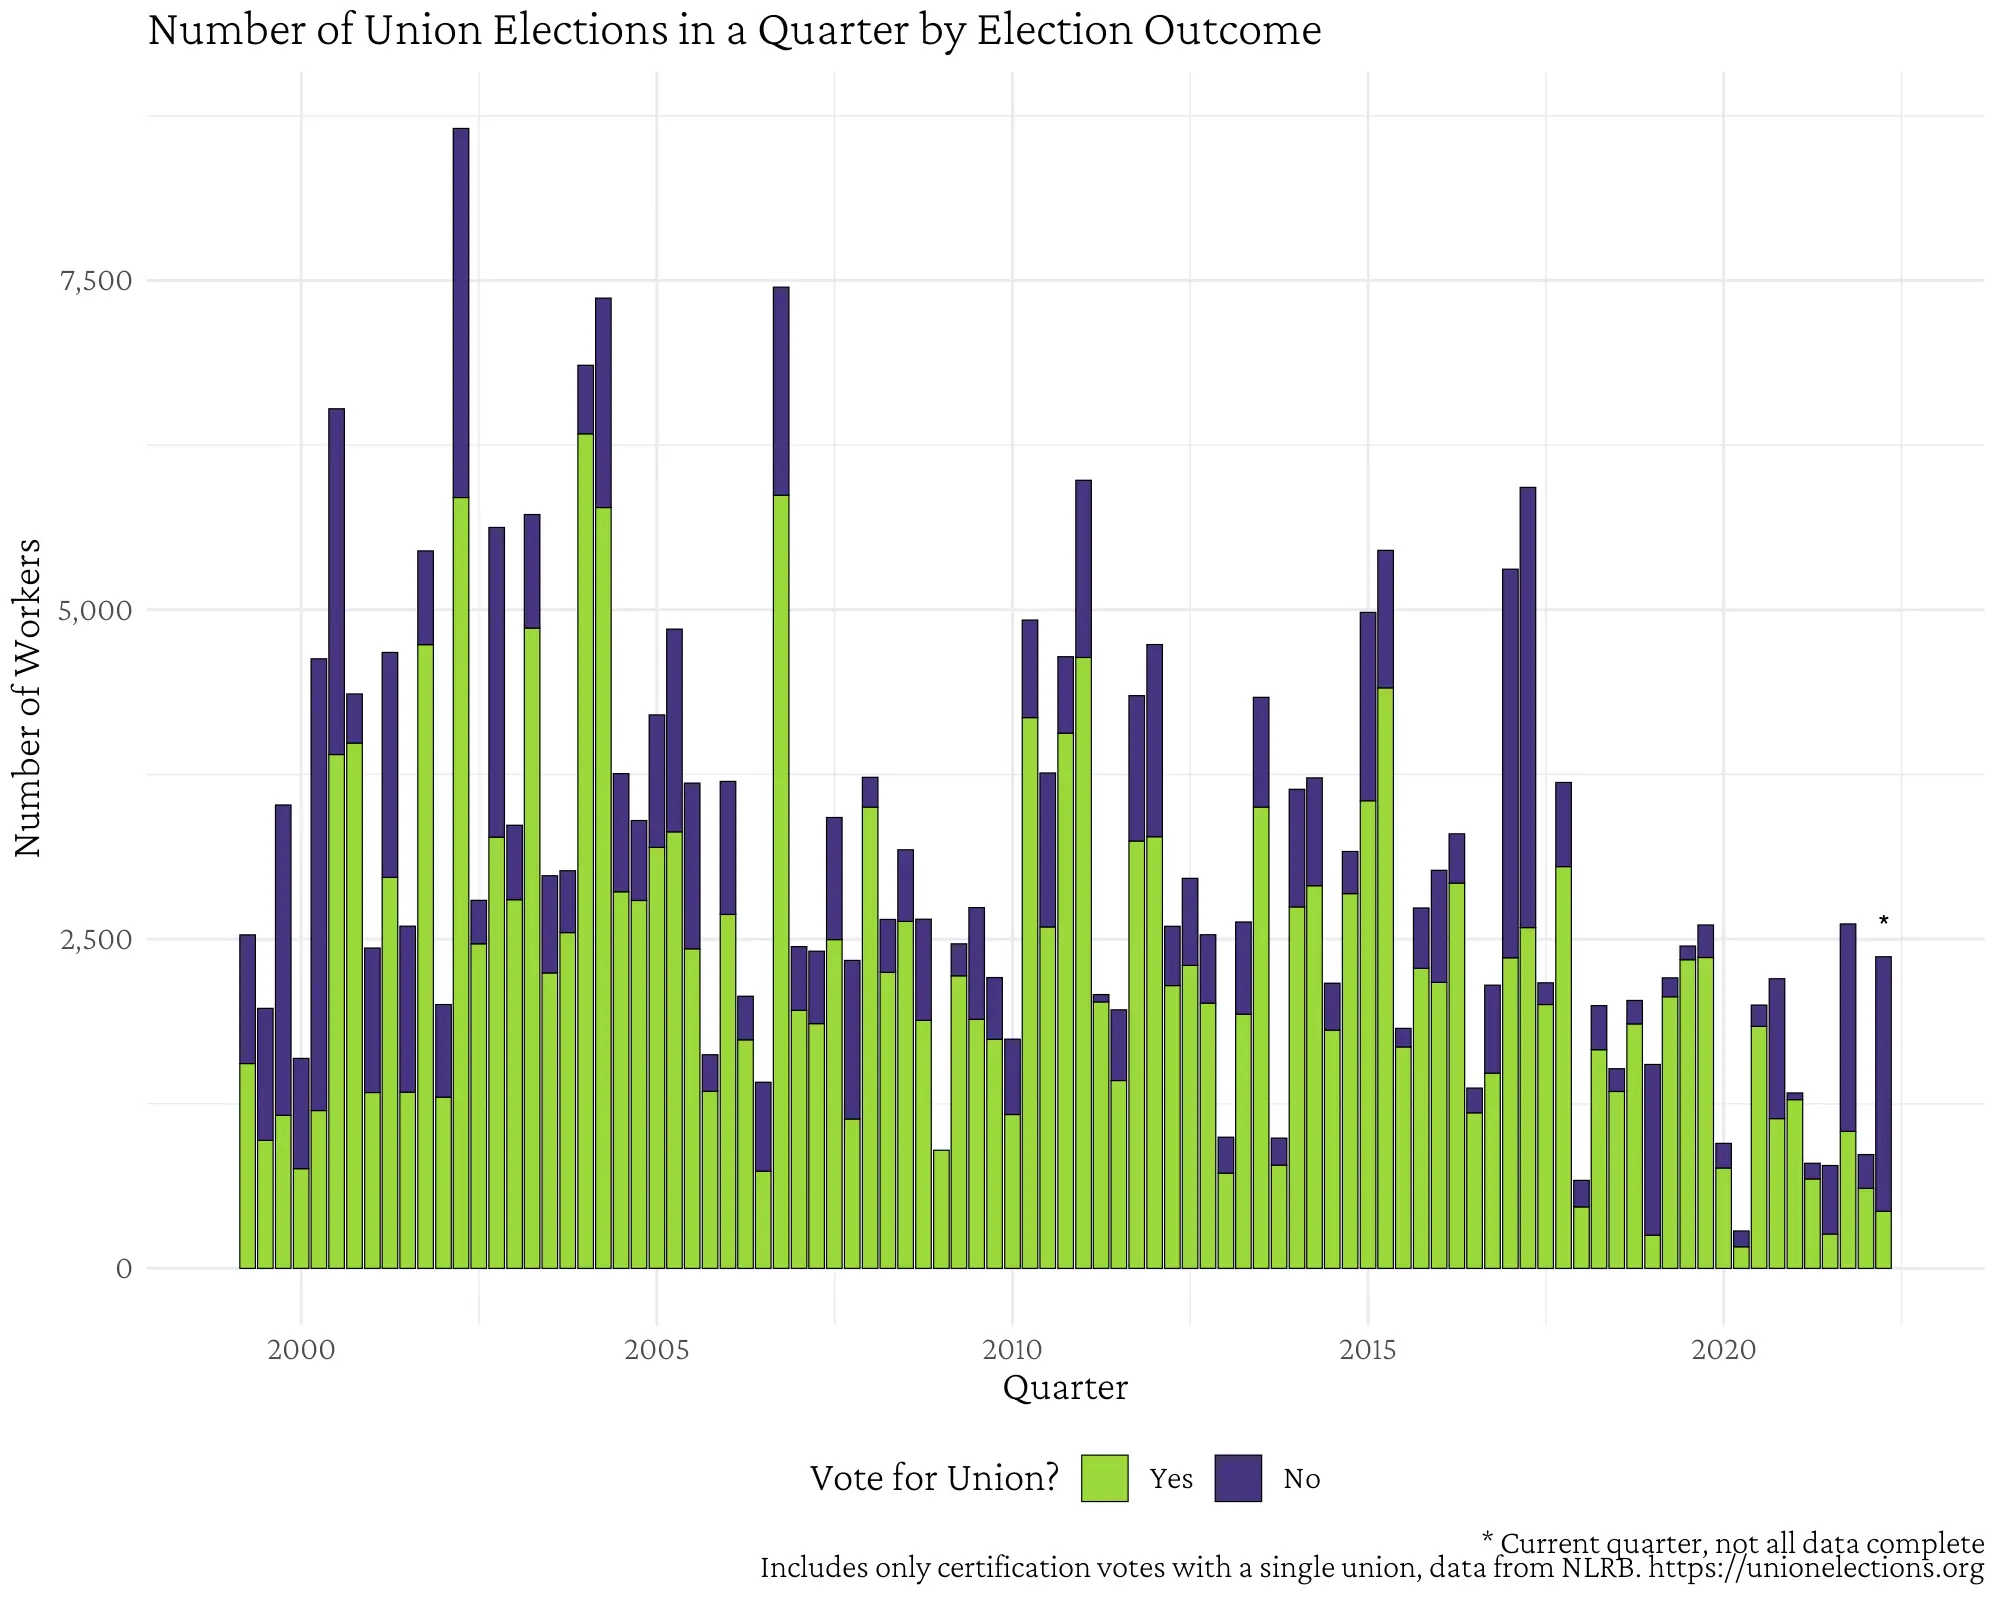 Number of Union Elections in a Quarter by Election Outcome
Number of Workers
7,500
5,000
2,500
0
*
2000 2005 2010 2015 2020
Quarter
Vote for Union? Yes No
* Current quarter, not all data complete
Includes only certification votes with a single union, data from NLRB. https://unionelections.org